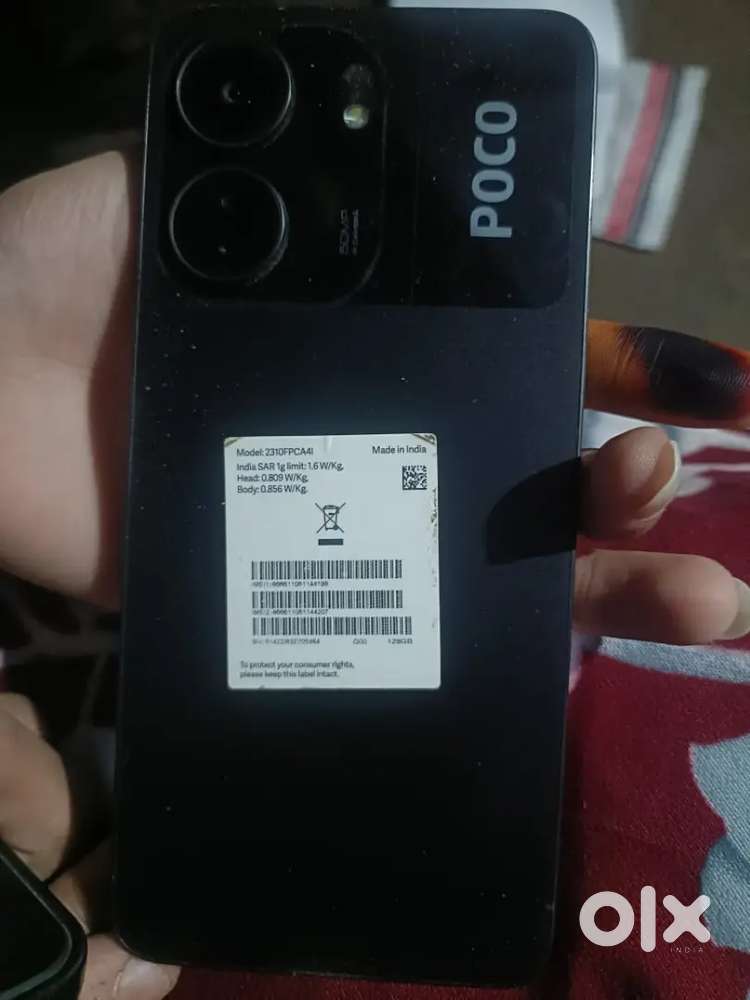 POCO
50MP
Model: 2310FPCA4I
Made in India
India SAR 1g limit: 1.6 W/Kg,
Head: 0.809 W/Kg,
Body: 0.856 W/Kg.
128GB
To protect your consumer rights,
please keep this label intact.
olx
INDIA